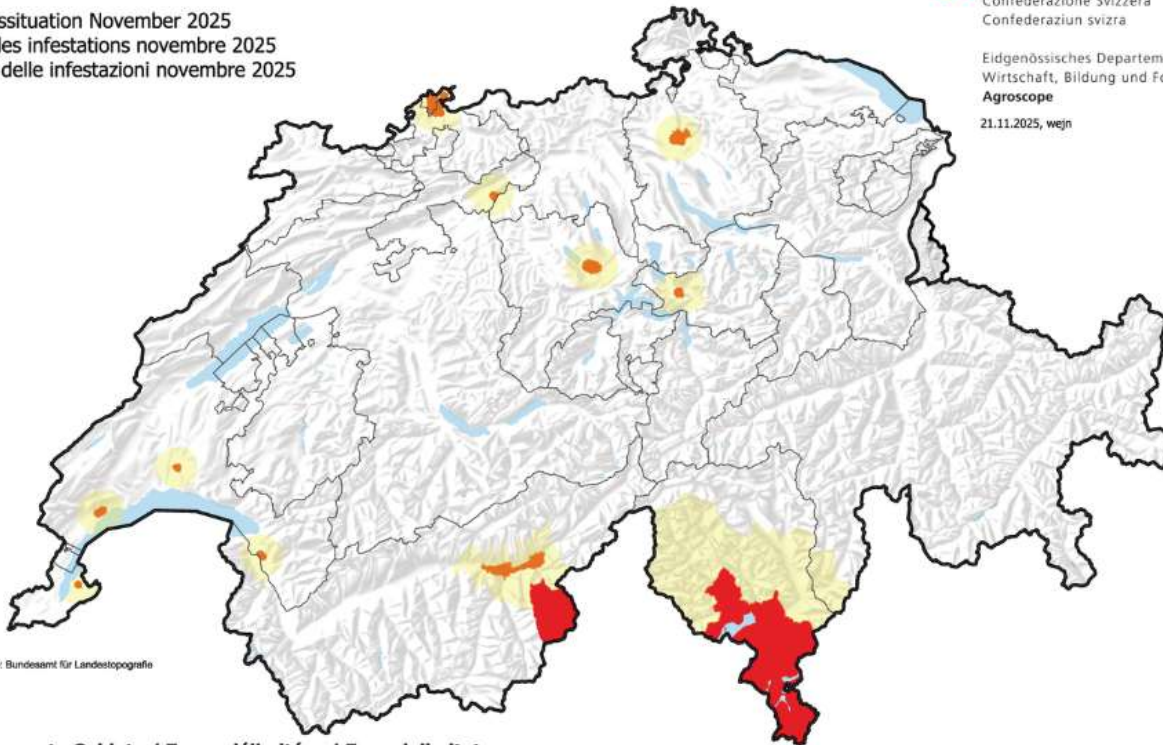 ssituation November 2025
des infestations novembre 2025
delle infestazioni novembre 2025
Confederazione Svizzera
Confederaziun svizra
Eidgenössisches Departem
Wirtschaft, Bildung und Fo
Agroscope
21.11.2025, wejn
: Bundesamt für Landestopografie